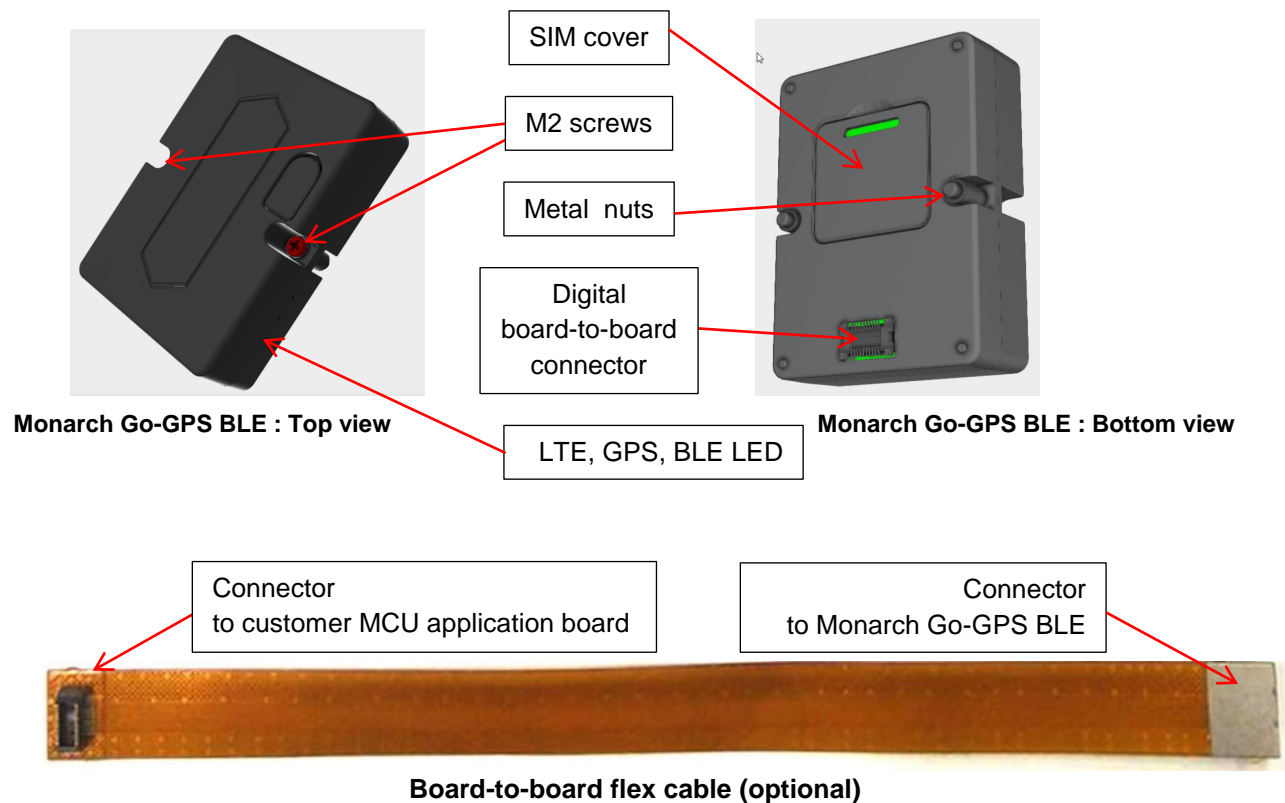 SIM cover
M2 screws
Metal nuts
Digital
board-to-board
connector
Monarch Go-GPS BLE : Top view
Monarch Go-GPS BLE : Bottom view
LTE, GPS, BLE LED
Connector
to customer MCU application board
Connector
to Monarch Go-GPS BLE
Board-to-board flex cable (optional)